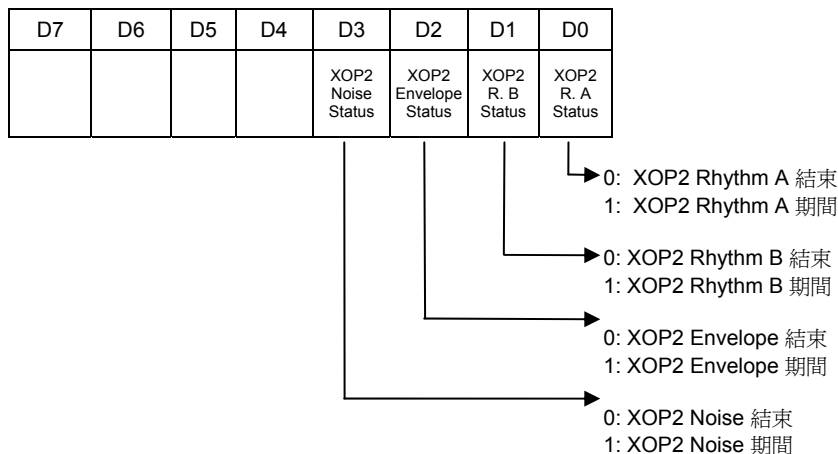 D7 D6 D5 D4 D3 D2 D1 D0
XOP2 Noise Status
XOP2 Envelope Status
XOP2 R. B Status
XOP2 R. A Status
0: XOP2 Rhythm A 結束
1: XOP2 Rhythm A 期間
0: XOP2 Rhythm B 結束
1: XOP2 Rhythm B 期間
0: XOP2 Envelope 結束
1: XOP2 Envelope 期間
0: XOP2 Noise 結束
1: XOP2 Noise 期間